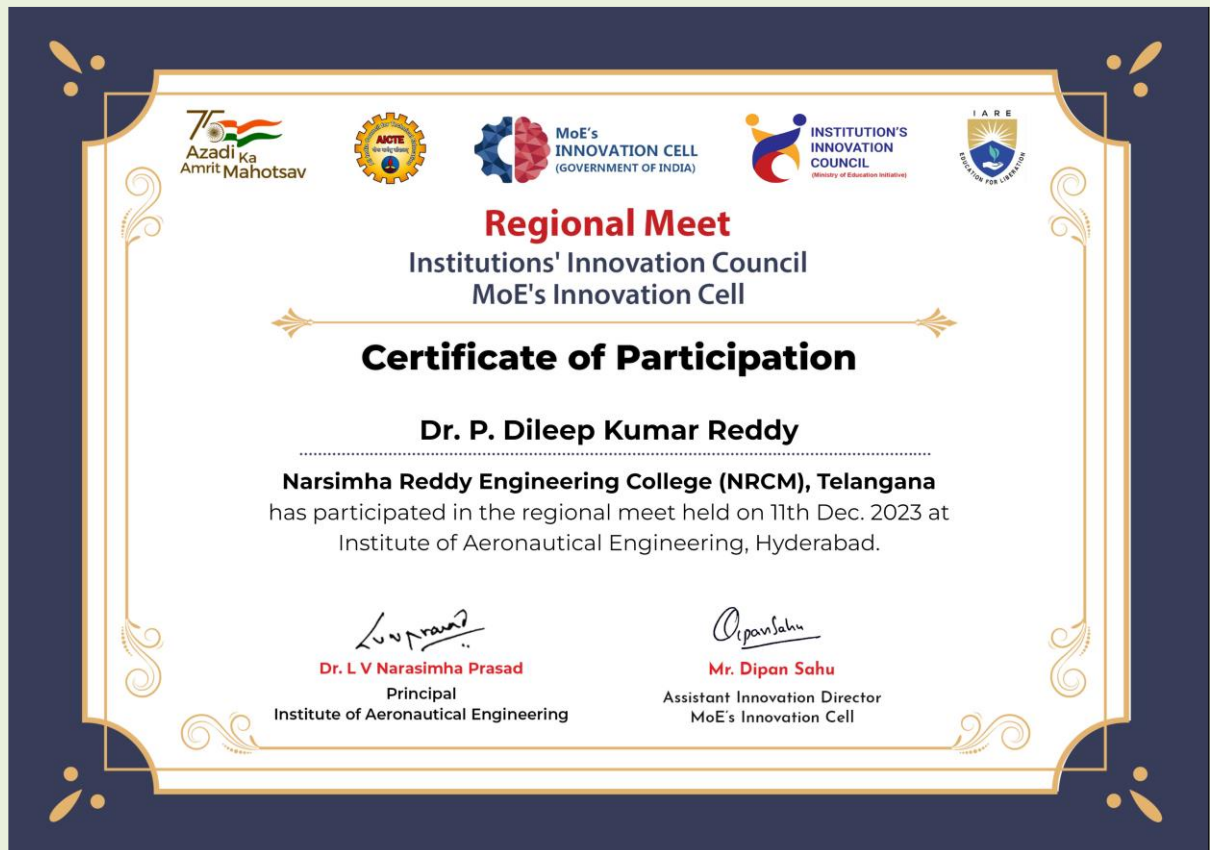 75
Azadi Ka
Amrit Mahotsav
AICTE
MoE's
INNOVATION CELL
(GOVERNMENT OF INDIA)
INSTITUTION'S
INNOVATION
COUNCIL
(Ministry of Education Initiative)
IARE
EDUCATION FOR LIBERATION
Regional Meet
Institutions' Innovation Council
MoE's Innovation Cell
Certificate of Participation
Dr. P. Dileep Kumar Reddy
Narsimha Reddy Engineering College (NRCM), Telangana
has participated in the regional meet held on 11th Dec. 2023 at
Institute of Aeronautical Engineering, Hyderabad.
Dipan Sahu
Dr. L V Narasimha Prasad
Principal
Institute of Aeronautical Engineering
Mr. Dipan Sahu
Assistant Innovation Director
MoE's Innovation Cell